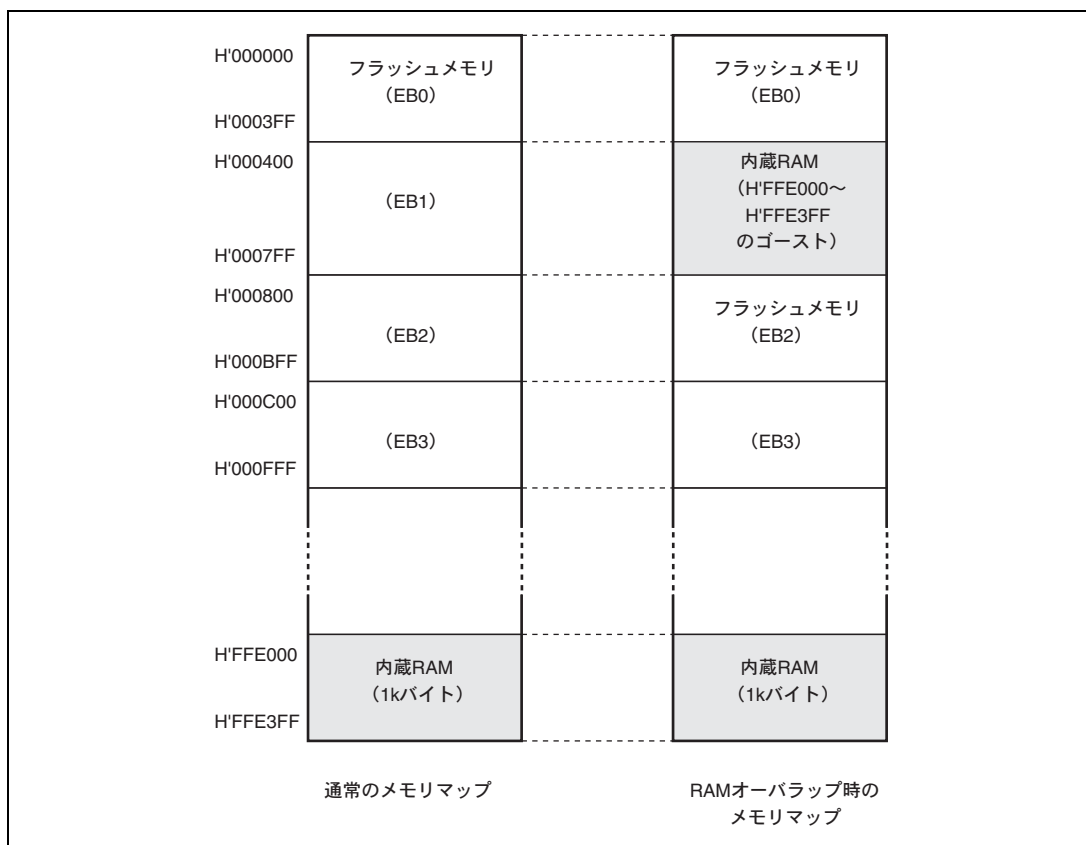 H'000000
フラッシュメモリ
（EB0）
フラッシュメモリ
（EB0）
H'0003FF
H'000400
（EB1）
内蔵RAM
（H'FFE000～
H'FFE3FF
のゴースト）
H'0007FF
H'000800
（EB2）
フラッシュメモリ
（EB2）
H'000BFF
H'000C00
（EB3）
（EB3）
H'000FFF
H'FFE000
内蔵RAM
（1kバイト）
内蔵RAM
（1kバイト）
H'FFE3FF
通常のメモリマップ
RAMオーバラップ時の
メモリマップ